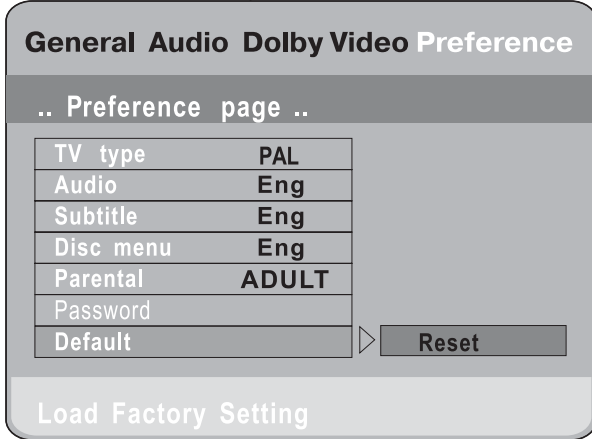 General Audio Dolby Video Preference
.. Preference page ..
TV type PAL
Audio Eng
Subtitle Eng
Disc menu Eng
Parental ADULT
Password
Default Reset
Load Factory Setting